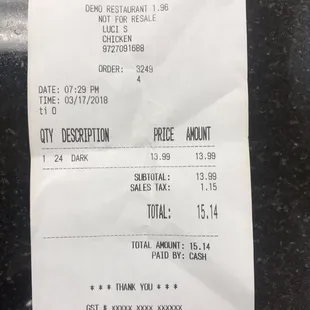 DEMO RESTAURANT 1.96
NOT FOR RESALE
LUCI S
CHICKEN
9727091688
ORDER: 3249
4
DATE: 07:29 PM
TIME: 03/17/2018
ti 0
QTY DESCRIPTION PRICE AMOUNT
1 24 DARK 13.99 13.99
SUBTOTAL: 13.99
SALES TAX: 1.15
TOTAL: 15.14
TOTAL AMOUNT: 15.14
PAID BY: CASH
* * * THANK YOU * * *
GST # xxxxx xxxx xxxxxx